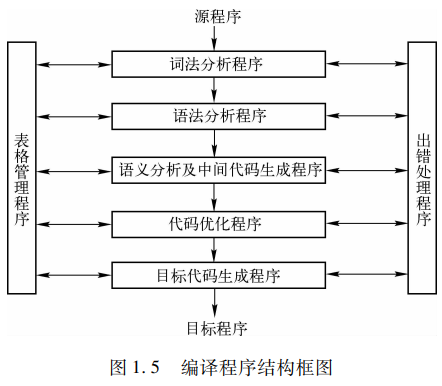 源程序
词法分析程序
语法分析程序
语义分析及中间代码生成程序
代码优化程序
目标代码生成程序
目标程序
表格管理程序
出错处理程序
图 1.5 编译程序结构框图